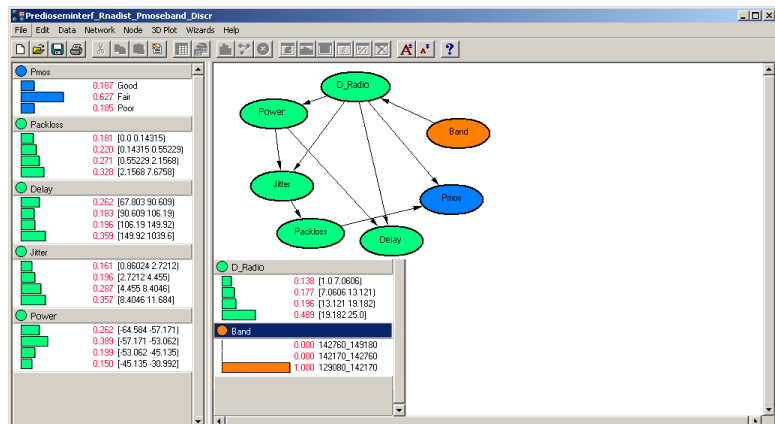 Predioseminterf_Rnadist_Pmoseband_Discr
File Edit Data Network Node 3D Plot Wizards Help
Pmos
0.187 Good
0.627 Fair
0.185 Poor
Packloss
0.181 [0.0 0.14315)
0.220 [0.14315 0.55229)
0.271 [0.55229 2.1568)
0.328 [2.1568 7.6758)
Delay
0.262 [67.803 90.609)
0.183 [90.609 106.19)
0.196 [106.19 149.92)
0.359 [149.92 1039.6)
Jitter
0.161 [0.86024 2.7212)
0.196 [2.7212 4.455)
0.287 [4.455 8.4046)
0.357 [8.4046 11.684)
Power
0.262 [-64.584 -57.171)
0.389 [-57.171 -53.062)
0.199 [-53.062 -45.135)
0.150 [-45.135 -30.992)
D_Radio
Power
Band
Jitter
Pmos
Packloss
Delay
D_Radio
0.138 [1.0 7.0606)
0.177 [7.0606 13.121)
0.196 [13.121 19.182)
0.489 [19.182 25.0)
Band
0.000 142760_149180
0.000 142170_142760
1.000 129080_142170